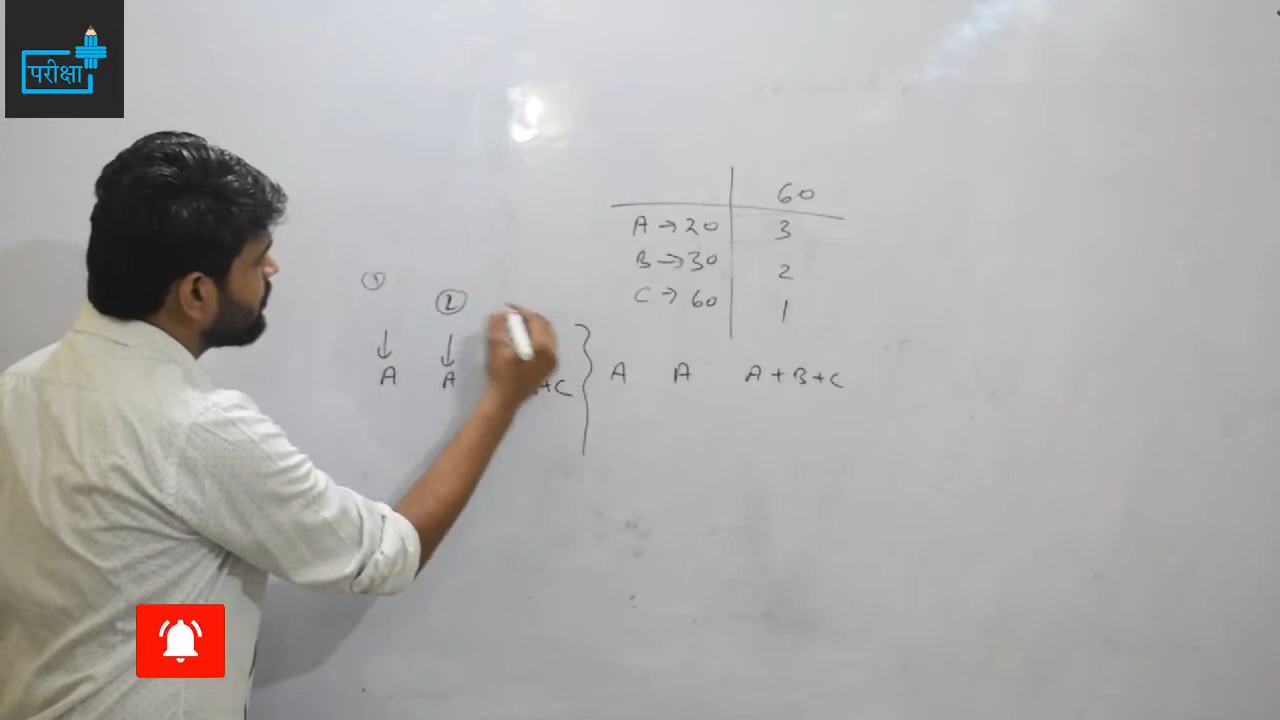 परीक्षा
60
A → 20 3
B → 30 2
C → 60 1
1
2
A A +C } A A A + B + C